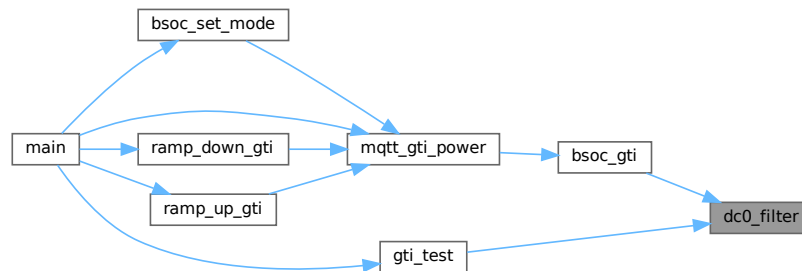 bsoc_set_mode
main
ramp_down_gti
mqtt_gti_power
bsoc_gti
ramp_up_gti
dc0_filter
gti_test